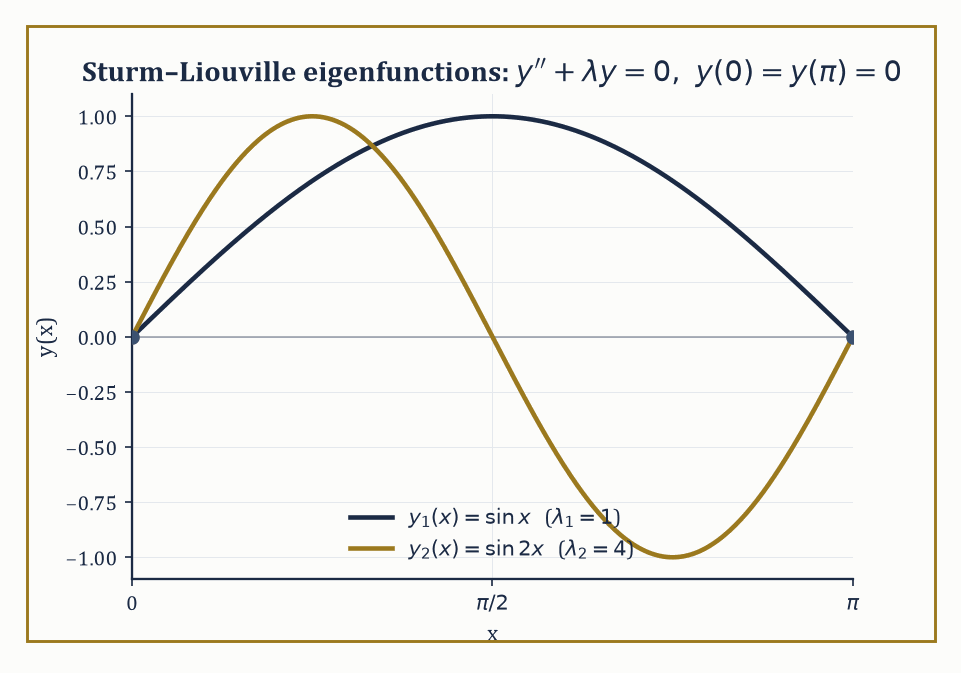 Sturm–Liouville eigenfunctions: y″ + λy = 0, y(0) = y(π) = 0
1.00
0.75
0.50
0.25
0.00
−0.25
−0.50
−0.75
−1.00
y(x)
y₁(x) = sin x (λ₁ = 1)
y₂(x) = sin 2x (λ₂ = 4)
0 π/2 π
x